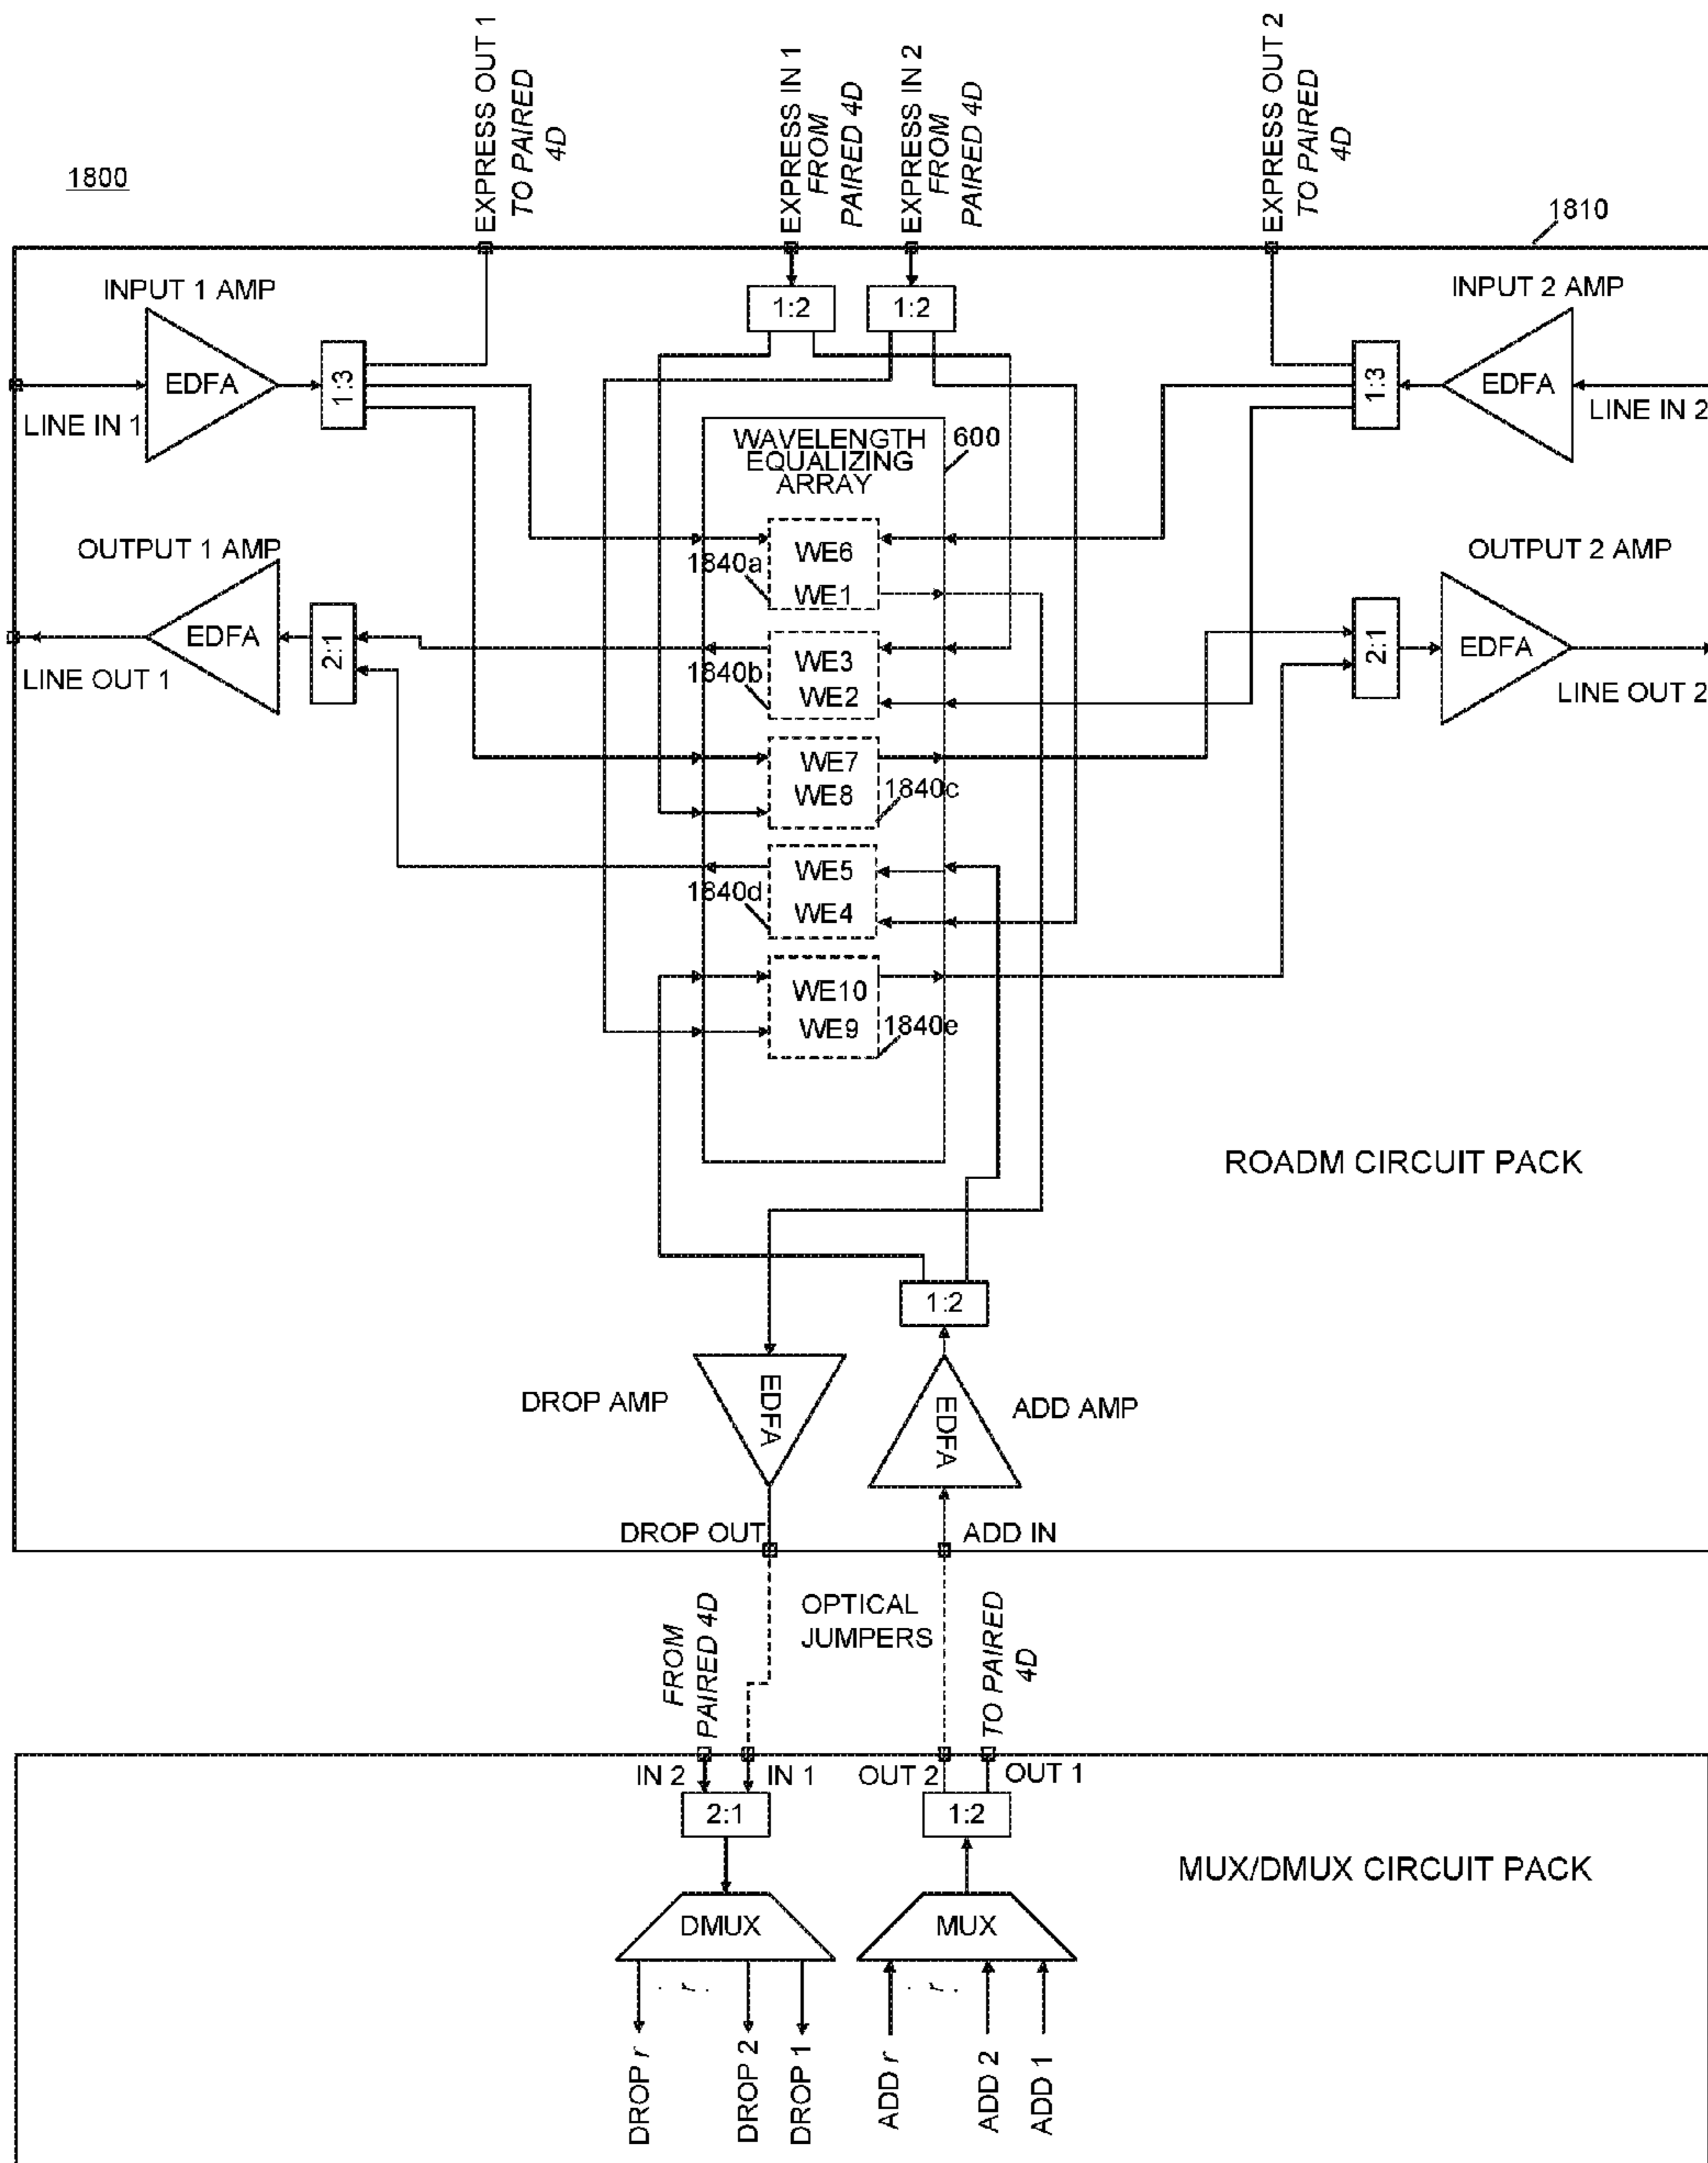 1800
EXPRESS OUT 1
TO PAIRED
4D
EXPRESS IN 1
FROM
PAIRED 4D
EXPRESS IN 2
FROM
PAIRED 4D
EXPRESS OUT 2
TO PAIRED
4D
1810
INPUT 1 AMP
EDFA
1:3
LINE IN 1
1:2
1:2
INPUT 2 AMP
1:3
EDFA
LINE IN 2
WAVELENGTH
EQUALIZING
ARRAY
600
OUTPUT 1 AMP
EDFA
2:1
LINE OUT 1
1840a
WE6
WE1
1840b
WE3
WE2
WE7
WE8
1840c
1840d
WE5
WE4
WE10
WE9
1840e
OUTPUT 2 AMP
2:1
EDFA
LINE OUT 2
ROADM CIRCUIT PACK
1:2
DROP AMP
EDFA
EDFA
ADD AMP
DROP OUT
ADD IN
FROM
PAIRED 4D
OPTICAL
JUMPERS
TO PAIRED
4D
IN 2
IN 1
OUT 2
OUT 1
2:1
1:2
MUX/DMUX CIRCUIT PACK
DMUX
MUX
. r .
. r .
DROP r
DROP 2
DROP 1
ADD r
ADD 2
ADD 1